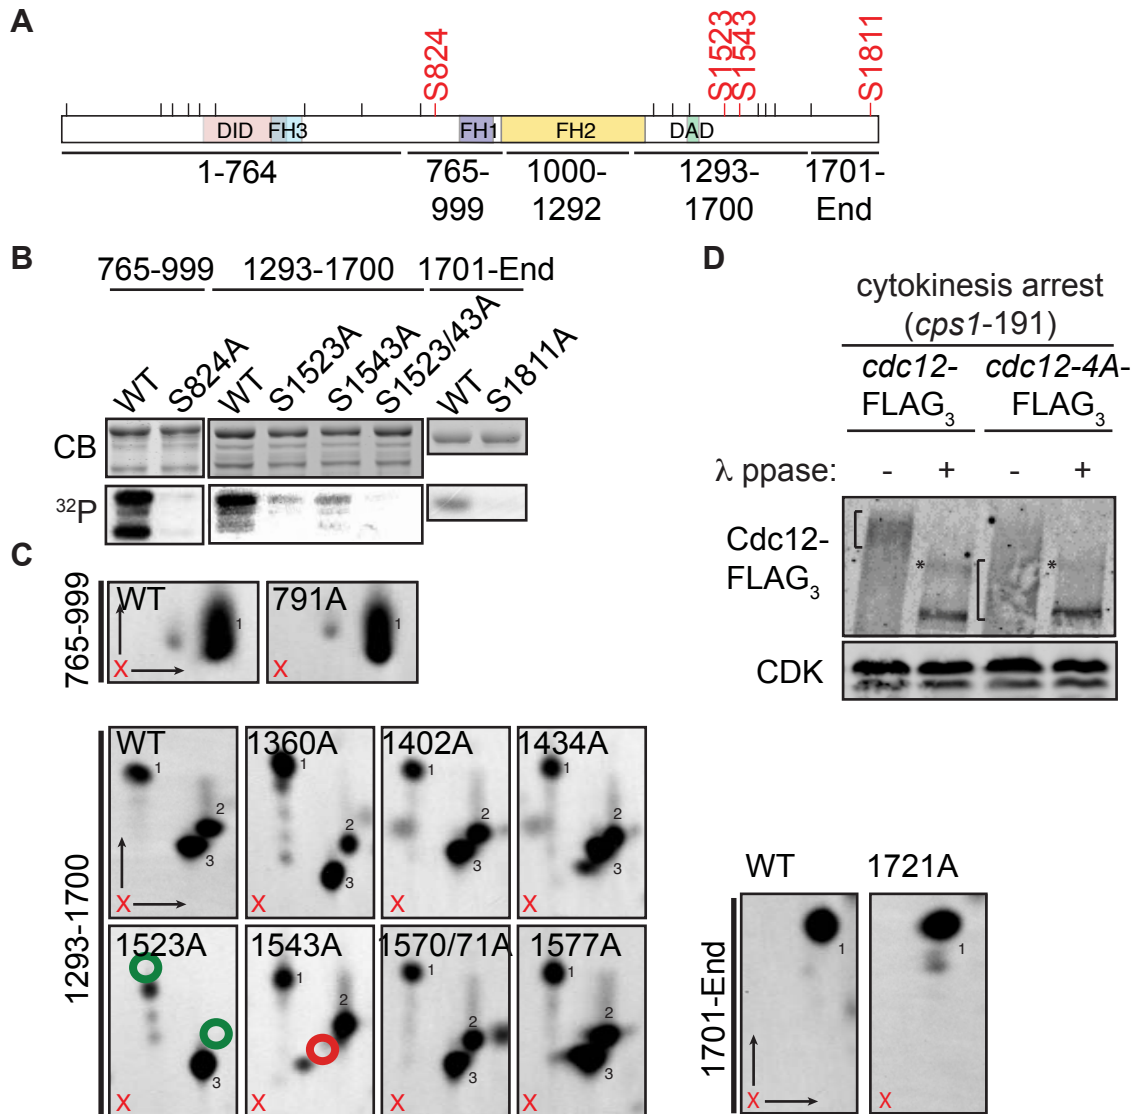 A
S824
S1523
S1543
S1811
DID
FH3
FH1
FH2
DAD
1-764
765-
999
1000-
1292
1293-
1700
1701-
End
B
765-999
1293-1700
1701-End
WT
S824A
WT
S1523A
S1543A
S1523/43A
WT
S1811A
CB
32P
C
765-999
WT
1
X
791A
1
X
1293-1700
WT
1
2
3
X
1360A
1
2
3
X
1402A
1
2
3
X
1434A
1
2
3
X
1523A
3
X
1543A
1
2
X
1570/71A
1
2
3
X
1577A
1
2
3
X
1701-End
WT
1
X
1721A
1
X
D
cytokinesis arrest
(cps1-191)
cdc12-
FLAG3
cdc12-4A-
FLAG3
λ ppase:
- + - +
Cdc12-
FLAG3
* *
CDK